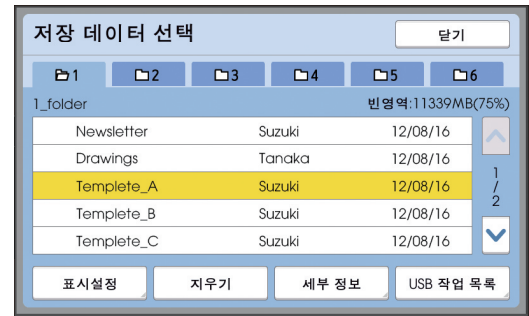 저장 데이터 선택 닫기
1 2 3 4 5 6
1_folder 빈영역:11339MB(75%)
Newsletter Suzuki 12/08/16
Drawings Tanaka 12/08/16
Templete_A Suzuki 12/08/16
Templete_B Suzuki 12/08/16
Templete_C Suzuki 12/08/16
1
/
2
표시설정 지우기 세부 정보 USB 작업 목록